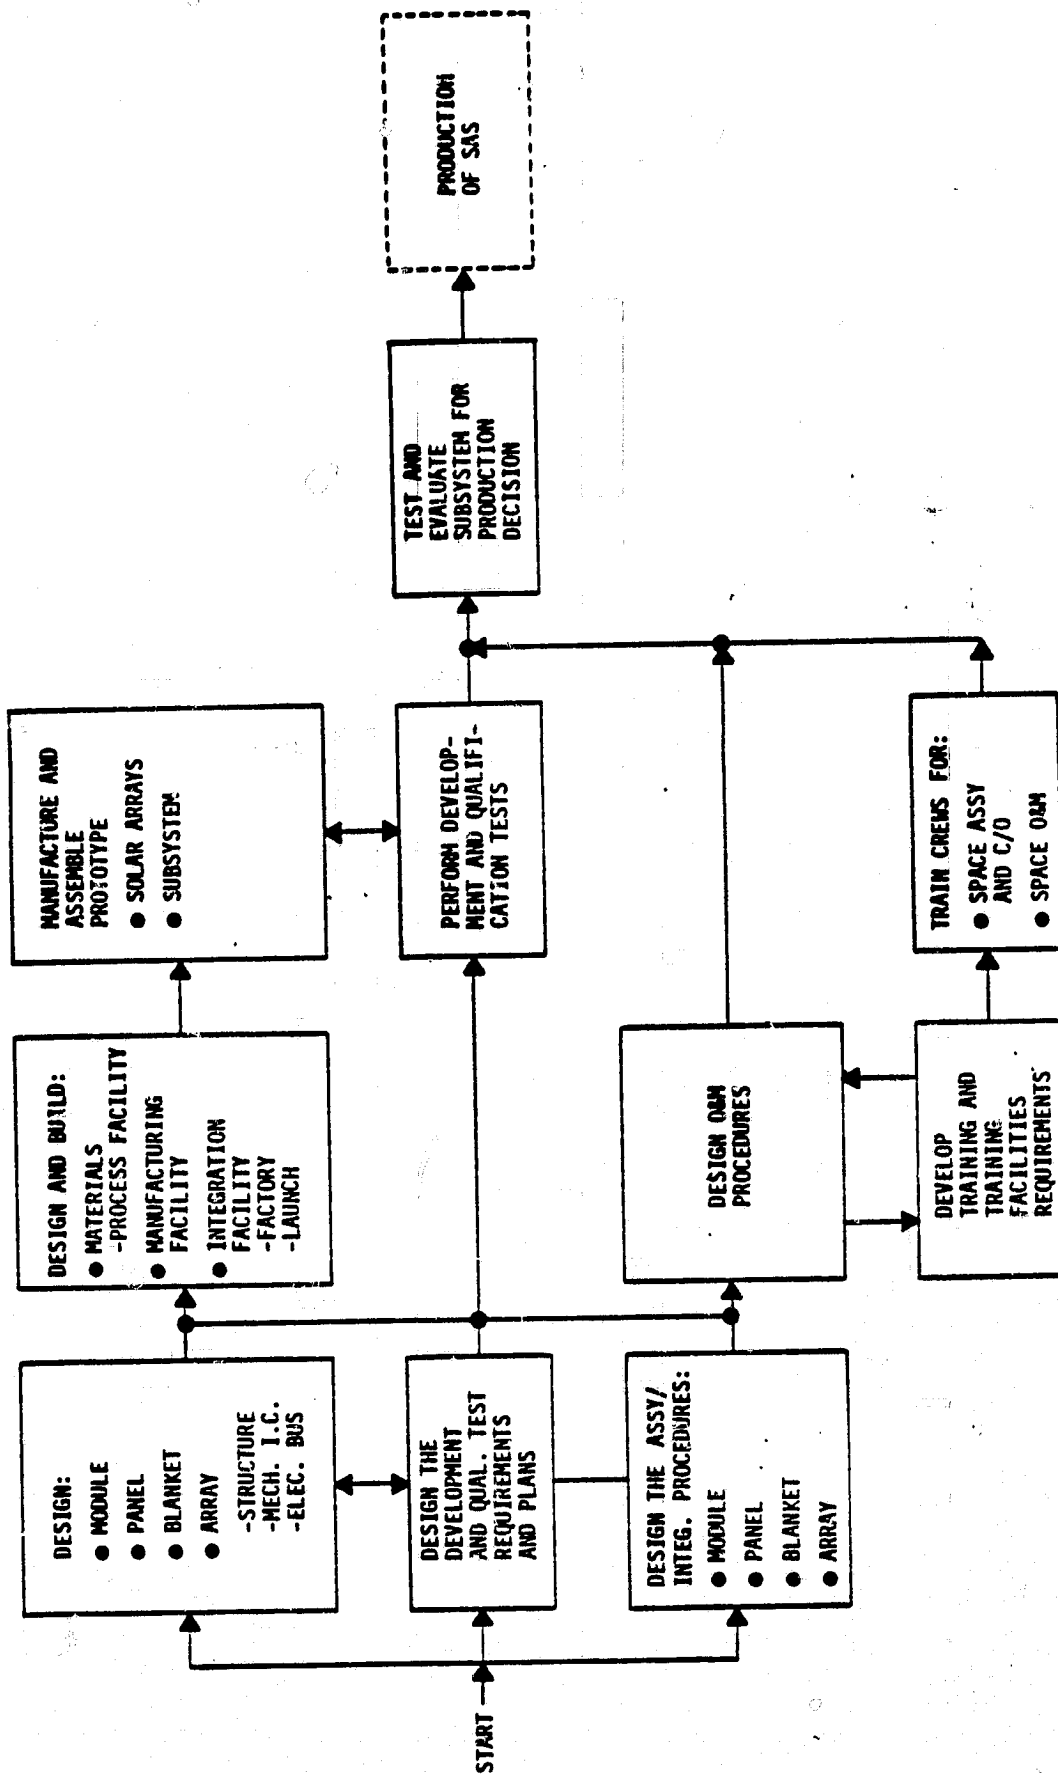 START
DESIGN:
● MODULE
● PANEL
● BLANKET
● ARRAY
-STRUCTURE
-MECH. I.C.
-ELEC. BUS
DESIGN THE
DEVELOPMENT
AND QUAL. TEST
REQUIREMENTS
AND PLANS
DESIGN THE ASSY/
INTEG. PROCEDURES:
● MODULE
● PANEL
● BLANKET
● ARRAY
DESIGN AND BUILD:
● MATERIALS
-PROCESS FACILITY
● MANUFACTURING
FACILITY
● INTEGRATION
FACILITY
-FACTORY
-LAUNCH
DESIGN O&M
PROCEDURES
DEVELOP
TRAINING AND
TRAINING
FACILITIES
REQUIREMENTS
MANUFACTURE AND
ASSEMBLE
PROTOTYPE
● SOLAR ARRAYS
● SUBSYSTEM
PERFORM DEVELOP-
MENT AND QUALIFI-
CATION TESTS
TRAIN CREWS FOR:
● SPACE ASSY
AND C/O
● SPACE O&M
TEST AND
EVALUATE
SUBSYSTEM FOR
PRODUCTION
DECISION
PRODUCTION
OF SAS